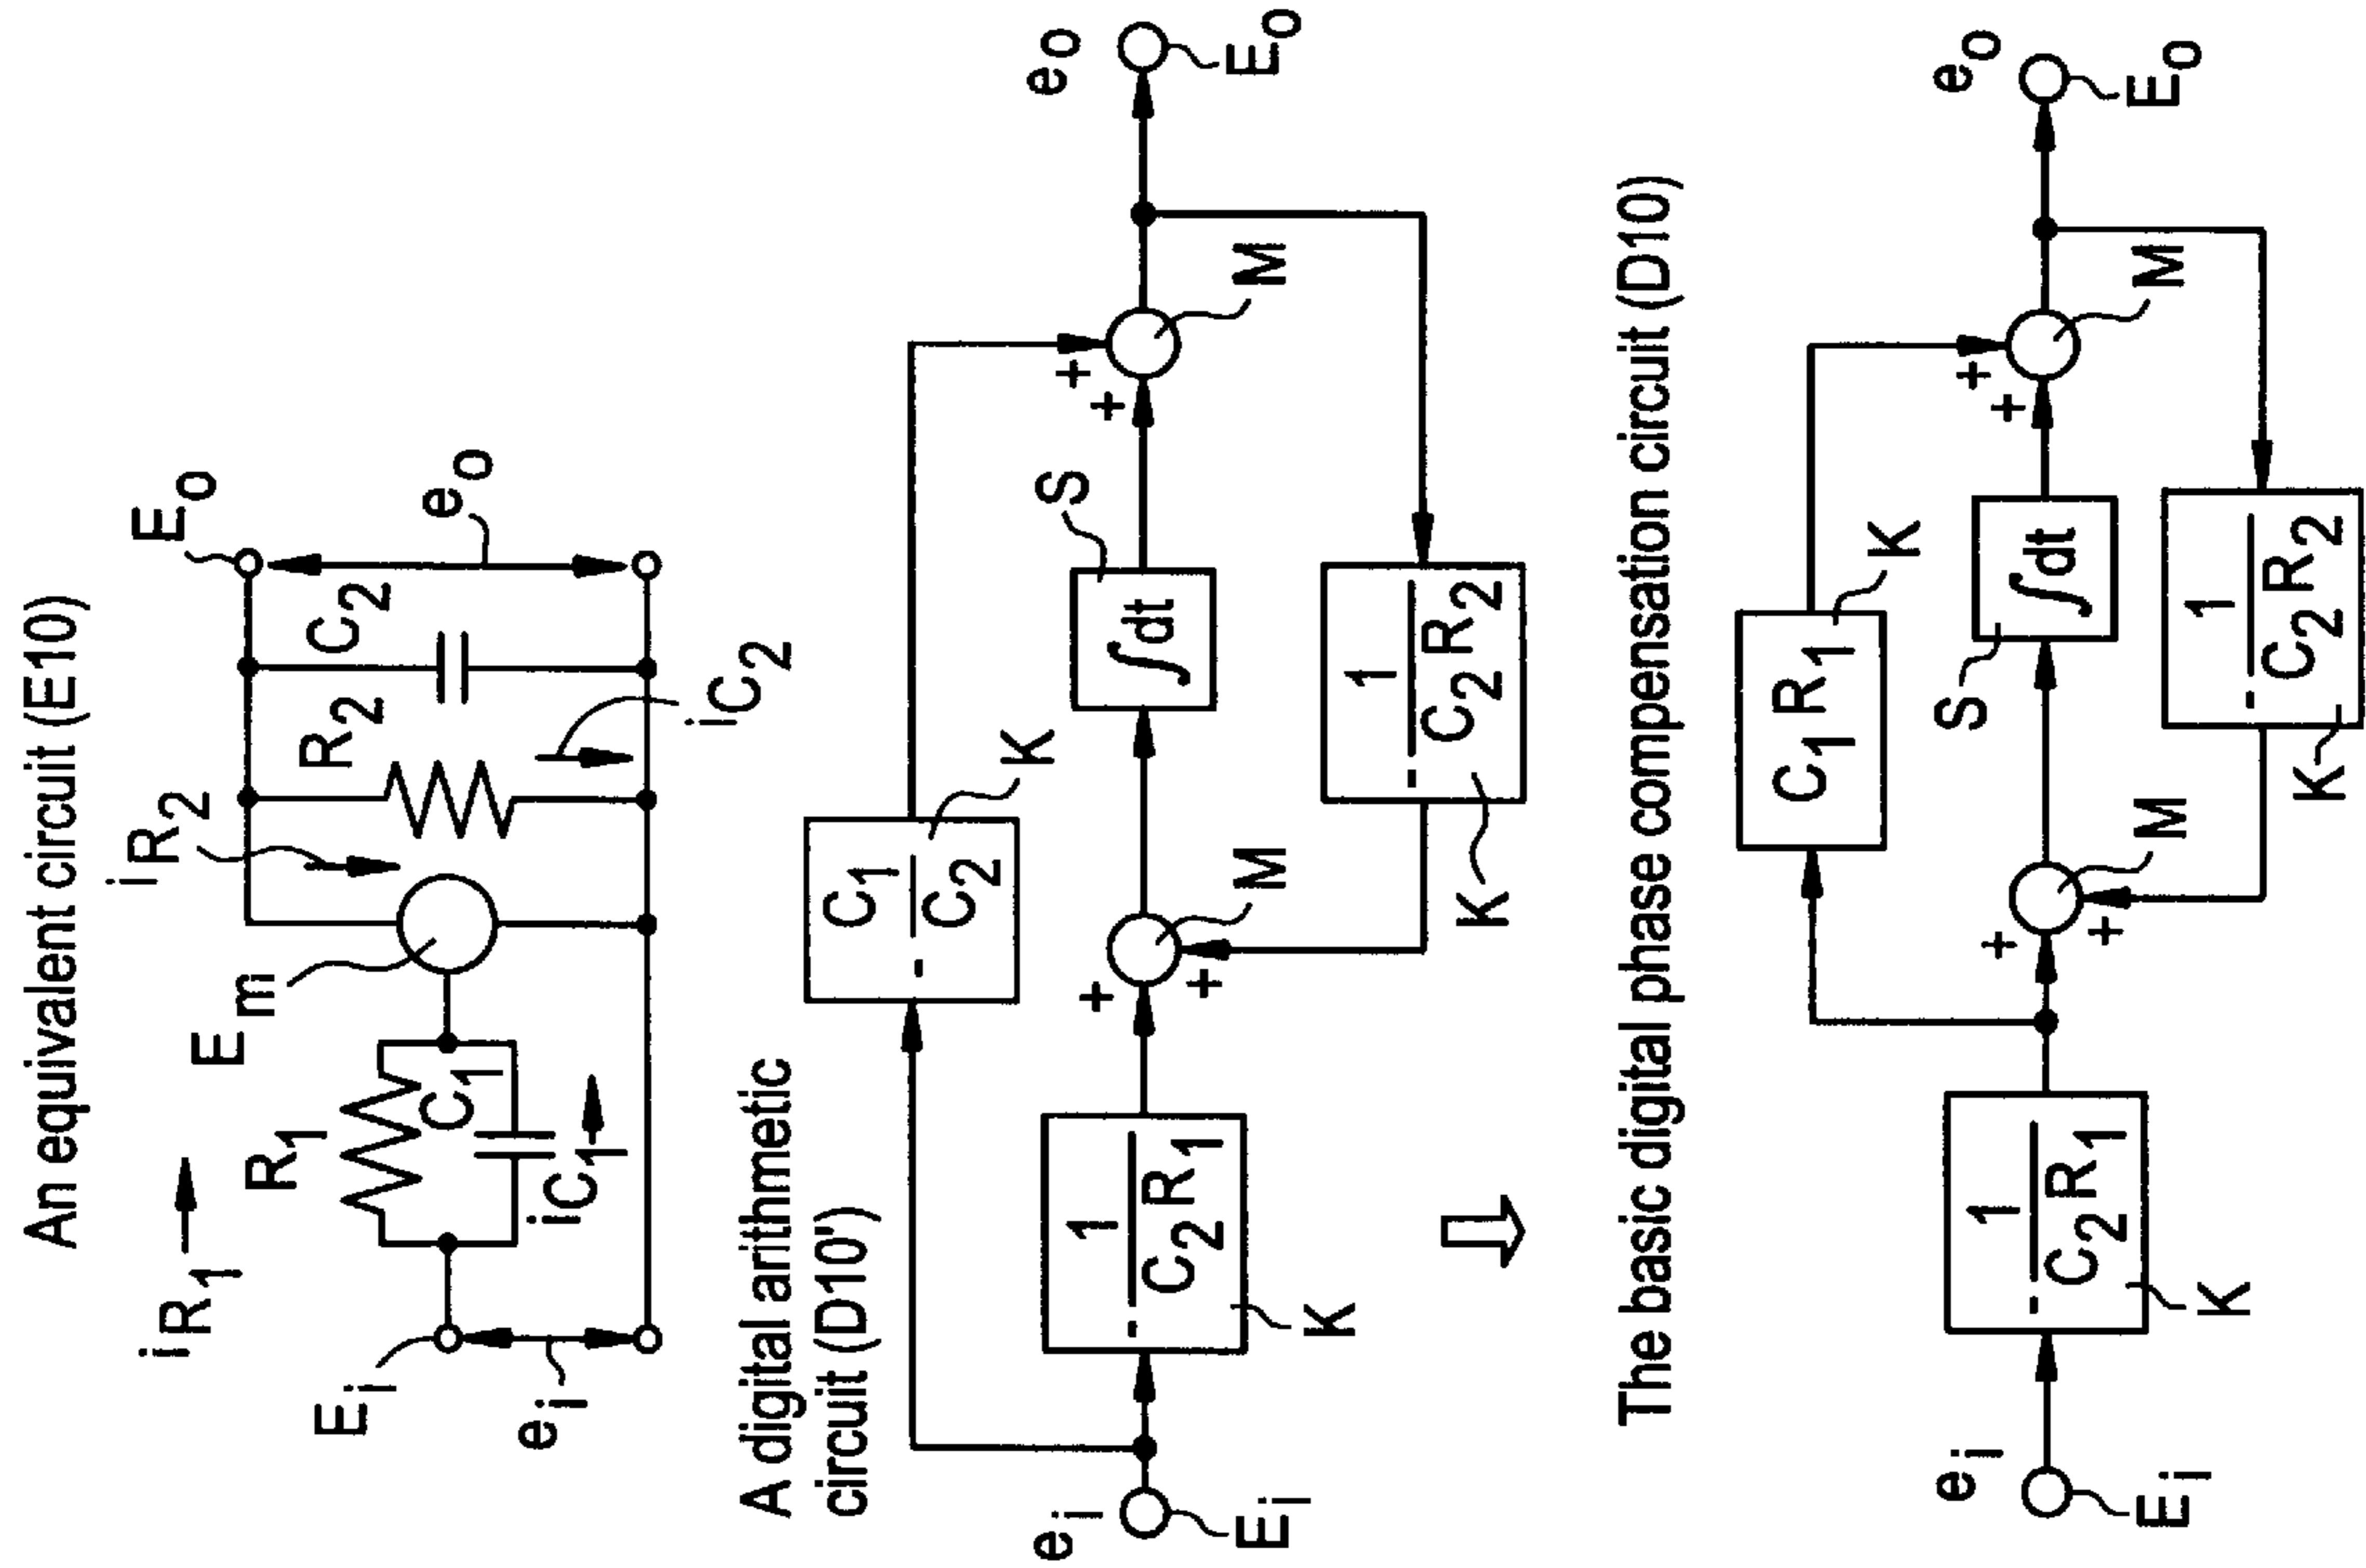 An equivalent circuit (E10)
iR1
R1
C1
iC1
Ei
ei
Em
iR2
R2
iC2
C2
Eo
eo
A digital arithmetic
circuit (D10')
ei
Ei
- 1
C2R1
K
- C1
C2
K
+
+
M
S
∫dt
- 1
C2R2
K
+
+
M
eo
Eo
The basic digital phase compensation circuit (D10)
ei
Ei
- 1
C2R1
K
C1R1
K
+
+
M
S
∫dt
- 1
C2R2
K
+
+
M
eo
Eo